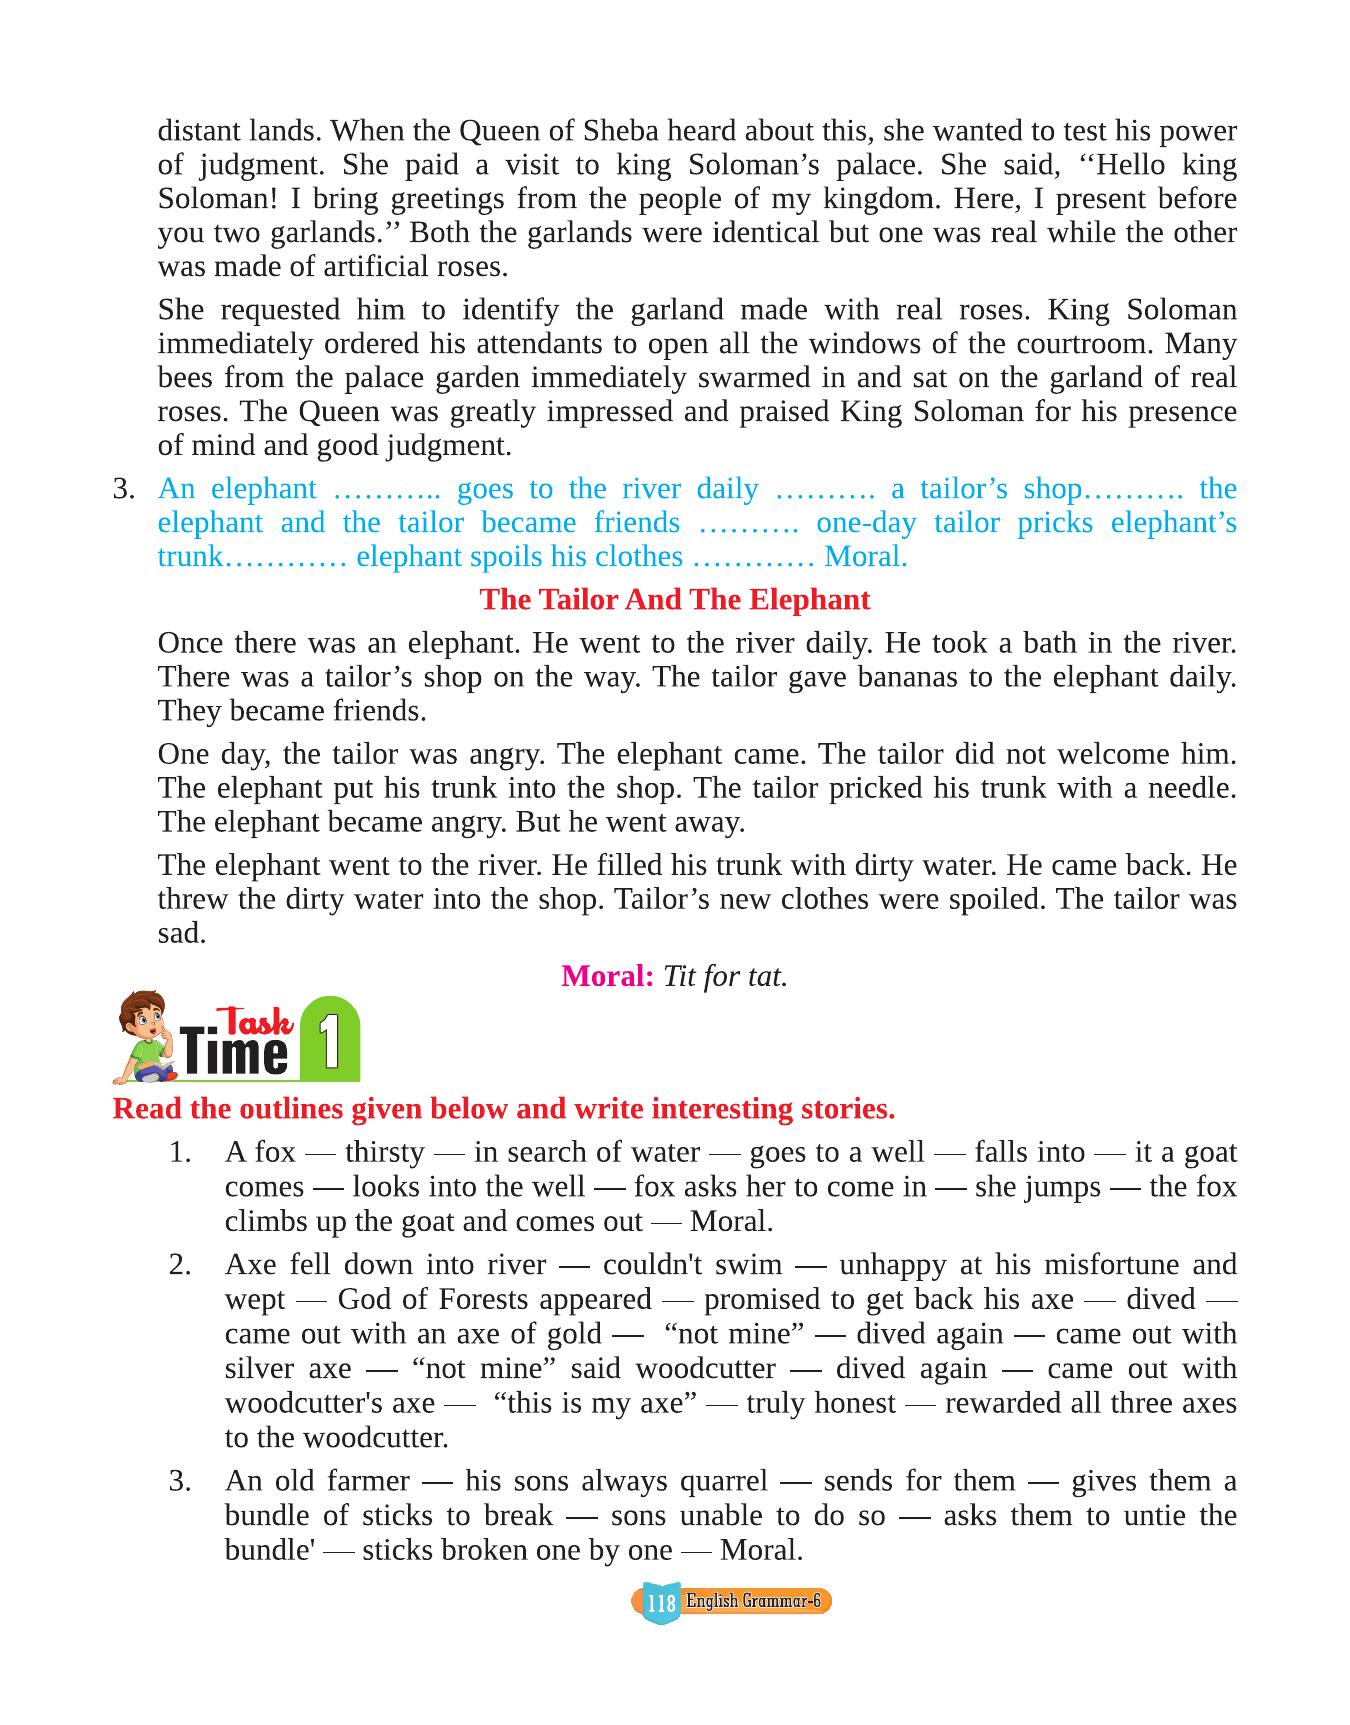 distant lands. When the Queen of Sheba heard about this, she wanted to test his power
of judgment. She paid a visit to king Soloman’s palace. She said, ‘‘Hello king
Soloman! I bring greetings from the people of my kingdom. Here, I present before
you two garlands.’’ Both the garlands were identical but one was real while the other
was made of artificial roses.
She requested him to identify the garland made with real roses. King Soloman
immediately ordered his attendants to open all the windows of the courtroom. Many
bees from the palace garden immediately swarmed in and sat on the garland of real
roses. The Queen was greatly impressed and praised King Soloman for his presence
of mind and good judgment.
3. An elephant ……….. goes to the river daily ………. a tailor’s shop………. the
elephant and the tailor became friends ………. one-day tailor pricks elephant’s
trunk………… elephant spoils his clothes ………… Moral.
The Tailor And The Elephant
Once there was an elephant. He went to the river daily. He took a bath in the river.
There was a tailor’s shop on the way. The tailor gave bananas to the elephant daily.
They became friends.
One day, the tailor was angry. The elephant came. The tailor did not welcome him.
The elephant put his trunk into the shop. The tailor pricked his trunk with a needle.
The elephant became angry. But he went away.
The elephant went to the river. He filled his trunk with dirty water. He came back. He
threw the dirty water into the shop. Tailor’s new clothes were spoiled. The tailor was
sad.
Moral: Tit for tat.
Task
Time 1
Read the outlines given below and write interesting stories.
1. A fox — thirsty — in search of water — goes to a well — falls into — it a goat
comes — looks into the well — fox asks her to come in — she jumps — the fox
climbs up the goat and comes out — Moral.
2. Axe fell down into river — couldn't swim — unhappy at his misfortune and
wept — God of Forests appeared — promised to get back his axe — dived —
came out with an axe of gold — “not mine” — dived again — came out with
silver axe — “not mine” said woodcutter — dived again — came out with
woodcutter's axe — “this is my axe” — truly honest — rewarded all three axes
to the woodcutter.
3. An old farmer — his sons always quarrel — sends for them — gives them a
bundle of sticks to break — sons unable to do so — asks them to untie the
bundle' — sticks broken one by one — Moral.
118 English Grammar-6